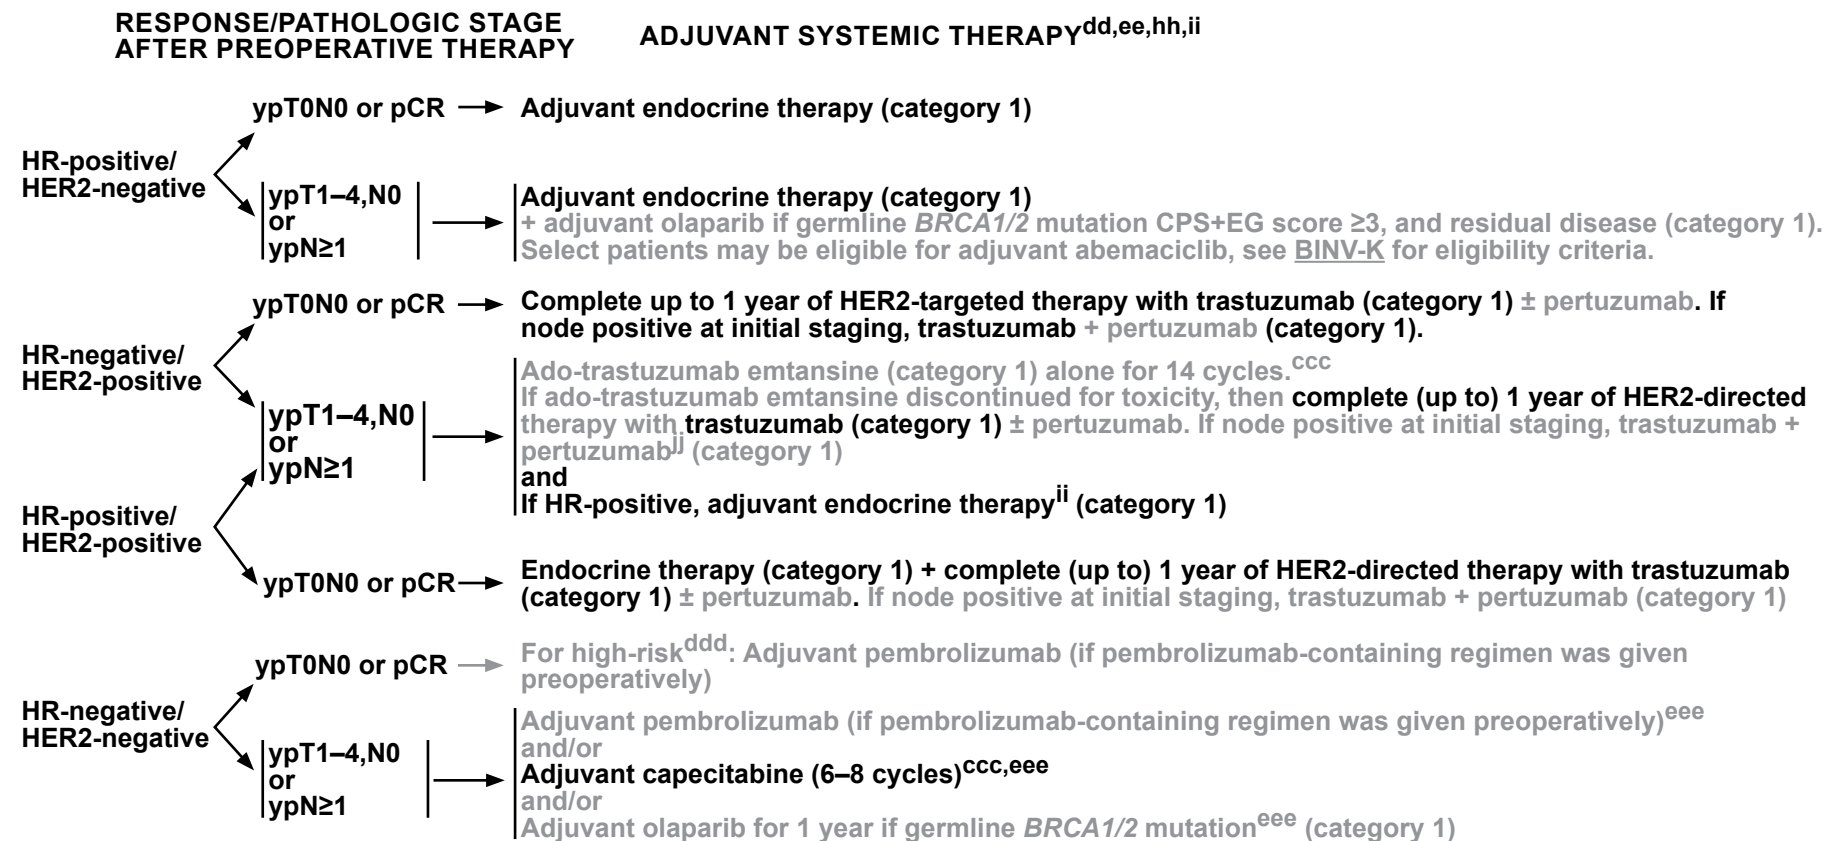 RESPONSE/PATHOLOGIC STAGE
AFTER PREOPERATIVE THERAPY
ADJUVANT SYSTEMIC THERAPYdd,ee,hh,ii
HR-positive/
HER2-negative
ypT0N0 or pCR
Adjuvant endocrine therapy (category 1)
ypT1–4,N0
or
ypN≥1
Adjuvant endocrine therapy (category 1)
+ adjuvant olaparib if germline BRCA1/2 mutation CPS+EG score ≥3, and residual disease (category 1).
Select patients may be eligible for adjuvant abemaciclib, see BINV-K for eligibility criteria.
HR-negative/
HER2-positive
ypT0N0 or pCR
Complete up to 1 year of HER2-targeted therapy with trastuzumab (category 1) ± pertuzumab. If
node positive at initial staging, trastuzumab + pertuzumab (category 1).
ypT1–4,N0
or
ypN≥1
Ado-trastuzumab emtansine (category 1) alone for 14 cycles.ccc
If ado-trastuzumab emtansine discontinued for toxicity, then complete (up to) 1 year of HER2-directed
therapy with trastuzumab (category 1) ± pertuzumab. If node positive at initial staging, trastuzumab +
pertuzumabjj (category 1)
and
If HR-positive, adjuvant endocrine therapyii (category 1)
HR-positive/
HER2-positive
ypT0N0 or pCR
Endocrine therapy (category 1) + complete (up to) 1 year of HER2-directed therapy with trastuzumab
(category 1) ± pertuzumab. If node positive at initial staging, trastuzumab + pertuzumab (category 1)
HR-negative/
HER2-negative
ypT0N0 or pCR
For high-riskddd: Adjuvant pembrolizumab (if pembrolizumab-containing regimen was given
preoperatively)
ypT1–4,N0
or
ypN≥1
Adjuvant pembrolizumab (if pembrolizumab-containing regimen was given preoperatively)eee
and/or
Adjuvant capecitabine (6–8 cycles)ccc,eee
and/or
Adjuvant olaparib for 1 year if germline BRCA1/2 mutationeee (category 1)